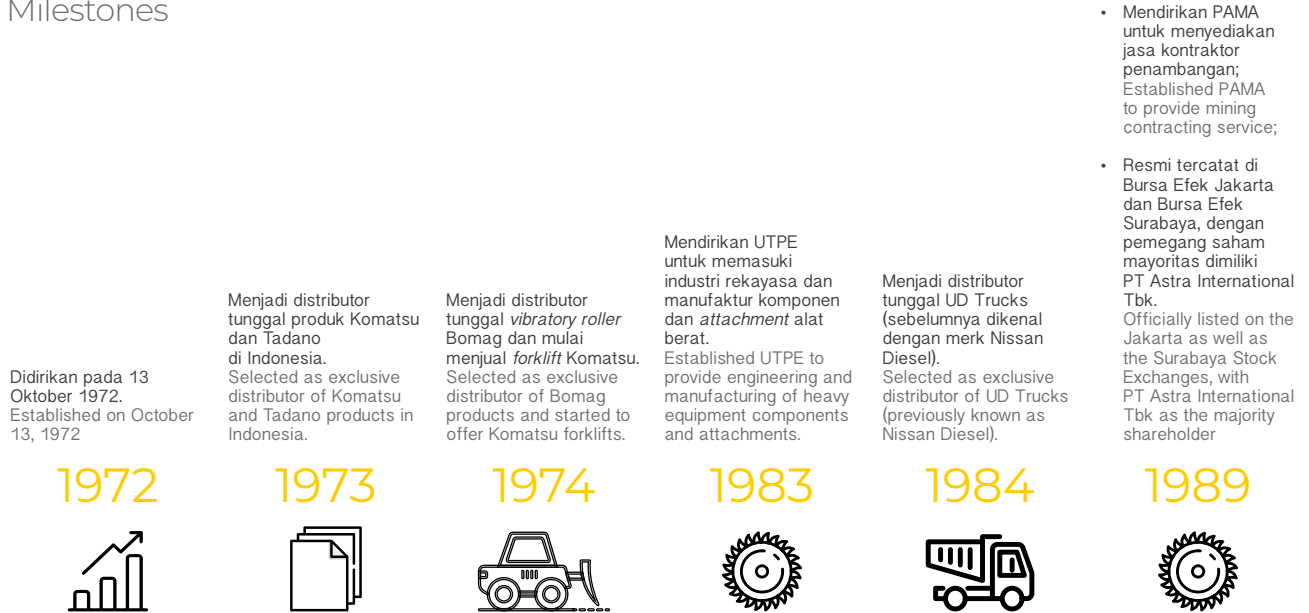 Milestones
Didirikan pada 13
Oktober 1972.
Established on October
13, 1972
1972
Menjadi distributor
tunggal produk Komatsu
dan Tadano
di Indonesia.
Selected as exclusive
distributor of Komatsu
and Tadano products in
Indonesia.
1973
Menjadi distributor
tunggal vibratory roller
Bomag dan mulai
menjual forklift Komatsu.
Selected as exclusive
distributor of Bomag
products and started to
offer Komatsu forklifts.
1974
Mendirikan UTPE
untuk memasuki
industri rekayasa dan
manufaktur komponen
dan attachment alat
berat.
Established UTPE to
provide engineering and
manufacturing of heavy
equipment components
and attachments.
1983
Menjadi distributor
tunggal UD Trucks
(sebelumnya dikenal
dengan merk Nissan
Diesel).
Selected as exclusive
distributor of UD Trucks
(previously known as
Nissan Diesel).
1984
• Mendirikan PAMA
untuk menyediakan
jasa kontraktor
penambangan;
Established PAMA
to provide mining
contracting service;
• Resmi tercatat di
Bursa Efek Jakarta
dan Bursa Efek
Surabaya, dengan
pemegang saham
mayoritas dimiliki
PT Astra International
Tbk.
Officially listed on the
Jakarta as well as
the Surabaya Stock
Exchanges, with
PT Astra International
Tbk as the majority
shareholder
1989